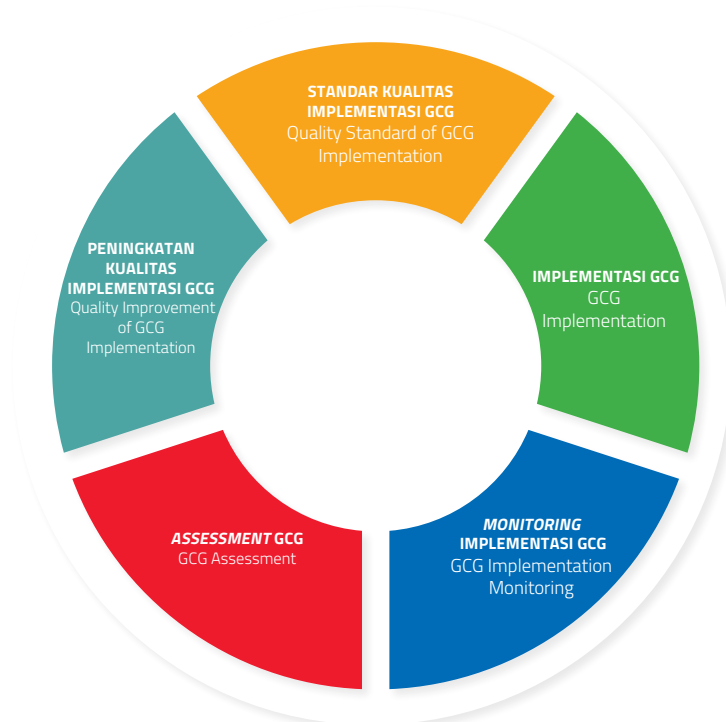 STANDAR KUALITAS
IMPLEMENTASI GCG
Quality Standard of GCG
Implementation
IMPLEMENTASI GCG
GCG
Implementation
MONITORING
IMPLEMENTASI GCG
GCG Implementation
Monitoring
ASSESSMENT GCG
GCG Assessment
PENINGKATAN
KUALITAS
IMPLEMENTASI GCG
Quality Improvement
of GCG
Implementation